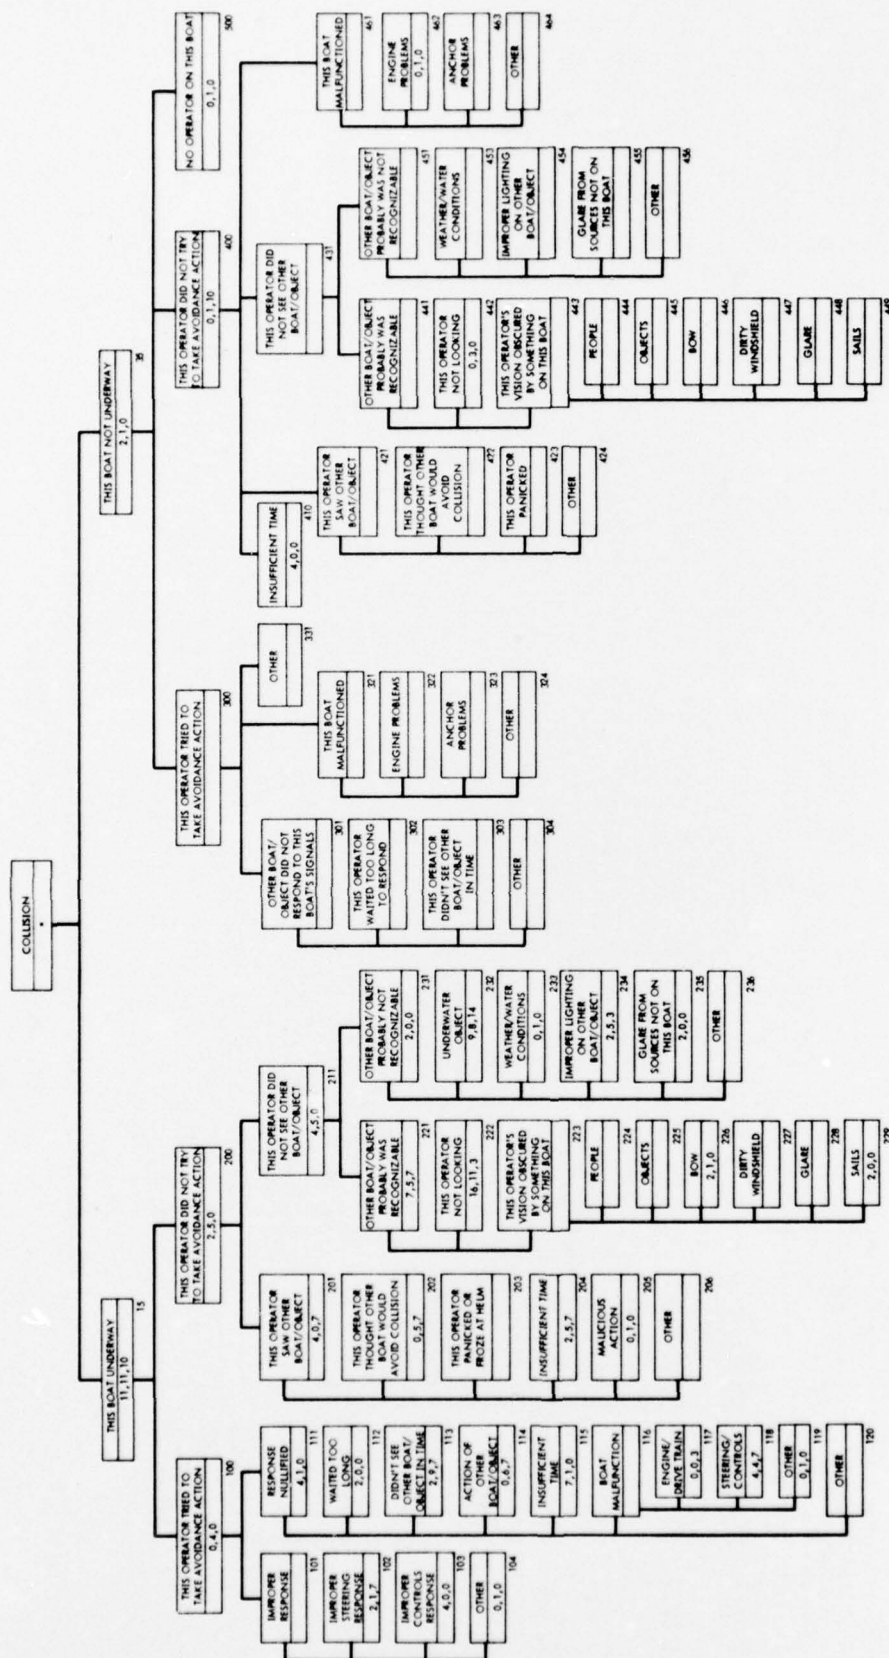 COLLISION
*
THIS BOAT UNDERWAY
11,11,10
15
THIS BOAT NOT UNDERWAY
2,1,0
35
THIS OPERATOR TRIED TO
TAKE AVOIDANCE ACTION
0,4,0
100
THIS OPERATOR DID NOT TRY
TO TAKE AVOIDANCE ACTION
2,5,0
200
THIS OPERATOR TRIED TO
TAKE AVOIDANCE ACTION
300
THIS OPERATOR DID NOT TRY
TO TAKE AVOIDANCE ACTION
0,1,10
400
NO OPERATOR ON THIS BOAT
0,1,0
500
IMPROPER
RESPONSE
101
IMPROPER
STEERING
RESPONSE
2,1,7
102
IMPROPER
CONTROLS
RESPONSE
4,0,0
103
OTHER
0,1,0
104
RESPONSE
NULLIFIED
4,1,0
111
WAITED TOO
LONG
2,0,0
112
DIDN'T SEE
OTHER BOAT/
OBJECT IN TIME
2,9,7
113
ACTION OF
OTHER
BOAT/OBJECT
0,6,7
114
INSUFFICIENT
TIME
7,1,0
115
BOAT
MALFUNCTION
116
ENGINE/
DRIVE TRAIN
0,0,3
117
STEERING/
CONTROLS
4,4,7
118
OTHER
0,1,0
119
OTHER
120
THIS OPERATOR
SAW OTHER
BOAT/OBJECT
4,0,7
201
THIS OPERATOR
THOUGHT OTHER
BOAT WOULD
AVOID COLLISION
0,5,7
202
THIS OPERATOR
PANICKED OR
FROZE AT HELM
203
INSUFFICIENT TIME
2,5,7
204
MALICIOUS
ACTION
0,1,0
205
OTHER
206
THIS OPERATOR DID
NOT SEE OTHER
BOAT/OBJECT
4,5,0
211
OTHER BOAT/OBJECT
PROBABLY WAS
RECOGNIZABLE
7,5,7
221
THIS OPERATOR
NOT LOOKING
16,11,3
222
THIS OPERATOR'S
VISION OBSCURED
BY SOMETHING
ON THIS BOAT
223
PEOPLE
224
OBJECTS
225
BOW
2,1,0
226
DIRTY
WINDSHIELD
227
GLARE
228
SAILS
2,0,0
229
OTHER BOAT/OBJECT
PROBABLY NOT
RECOGNIZABLE
2,0,0
231
UNDERWATER
OBJECT
9,8,14
232
WEATHER/WATER
CONDITIONS
0,1,0
233
IMPROPER LIGHTING
ON OTHER
BOAT/OBJECT
2,5,3
234
GLARE FROM
SOURCES NOT ON
THIS BOAT
2,0,0
235
OTHER
236
OTHER BOAT/
OBJECT DID NOT
RESPOND TO THIS
BOAT'S SIGNALS
301
THIS OPERATOR
WAITED TOO LONG
TO RESPOND
302
THIS OPERATOR
DIDN'T SEE OTHER
BOAT/OBJECT
IN TIME
303
OTHER
304
THIS BOAT
MALFUNCTIONED
321
ENGINE PROBLEMS
322
ANCHOR
PROBLEMS
323
OTHER
324
OTHER
331
INSUFFICIENT TIME
4,0,0
410
THIS OPERATOR
SAW OTHER
BOAT/OBJECT
421
THIS OPERATOR
THOUGHT OTHER
BOAT WOULD
AVOID
COLLISION
422
THIS OPERATOR
PANICKED
423
OTHER
424
THIS OPERATOR DID
NOT SEE OTHER
BOAT/OBJECT
431
OTHER BOAT/OBJECT
PROBABLY WAS
RECOGNIZABLE
441
THIS OPERATOR
NOT LOOKING
0,3,0
442
THIS OPERATOR'S
VISION OBSCURED
BY SOMETHING
ON THIS BOAT
443
PEOPLE
444
OBJECTS
445
BOW
446
DIRTY
WINDSHIELD
447
GLARE
448
SAILS
449
OTHER BOAT/OBJECT
PROBABLY WAS NOT
RECOGNIZABLE
451
WEATHER/WATER
CONDITIONS
453
IMPROPER LIGHTING
ON OTHER
BOAT/OBJECT
454
GLARE FROM
SOURCES NOT ON
THIS BOAT
455
OTHER
456
THIS BOAT
MALFUNCTIONED
461
ENGINE
PROBLEMS
0,1,0
462
ANCHOR
PROBLEMS
463
OTHER
464